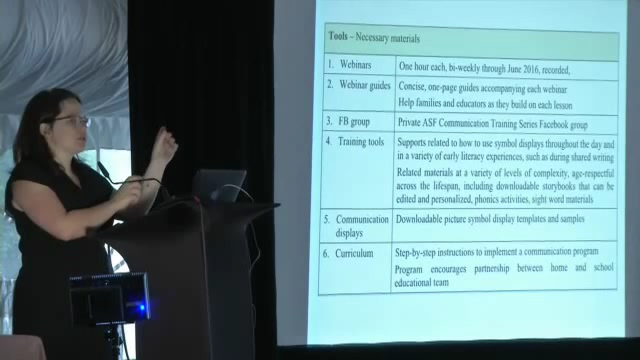 Tools – Necessary materials
1. Webinars One hour each, bi-weekly through June 2016, recorded,
2. Webinar guides Concise, one-page guides accompanying each webinar
Help families and educators as they build on each lesson
3. FB group Private ASF Communication Training Series Facebook group
4. Training tools Supports related to how to use symbol displays throughout the day and
in a variety of early literacy experiences, such as during shared writing
Related materials at a variety of levels of complexity, age-respectful
across the lifespan, including downloadable storybooks that can be
edited and personalized, phonics activities, sight word materials
5. Communication Downloadable picture symbol display templates and samples
displays
6. Curriculum Step-by-step instructions to implement a communication program
Program encourages partnership between home and school
educational team